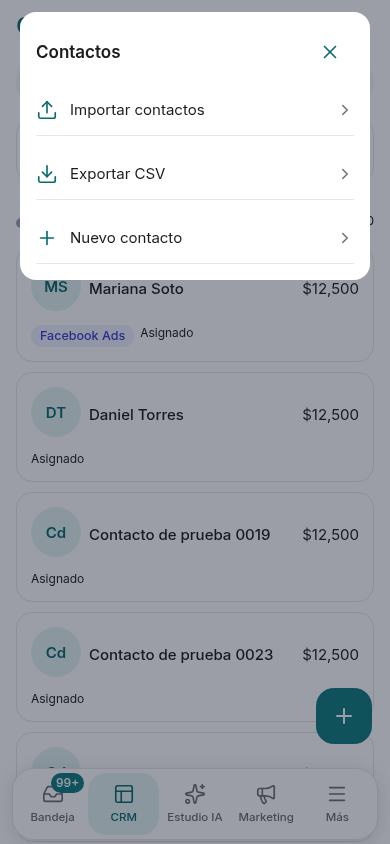 Contactos
Importar contactos
Exportar CSV
Nuevo contacto
MS Mariana Soto $12,500
Facebook Ads Asignado
DT Daniel Torres $12,500
Asignado
Cd Contacto de prueba 0019 $12,500
Asignado
Cd Contacto de prueba 0023 $12,500
Asignado
99+
Bandeja CRM Estudio IA Marketing Más